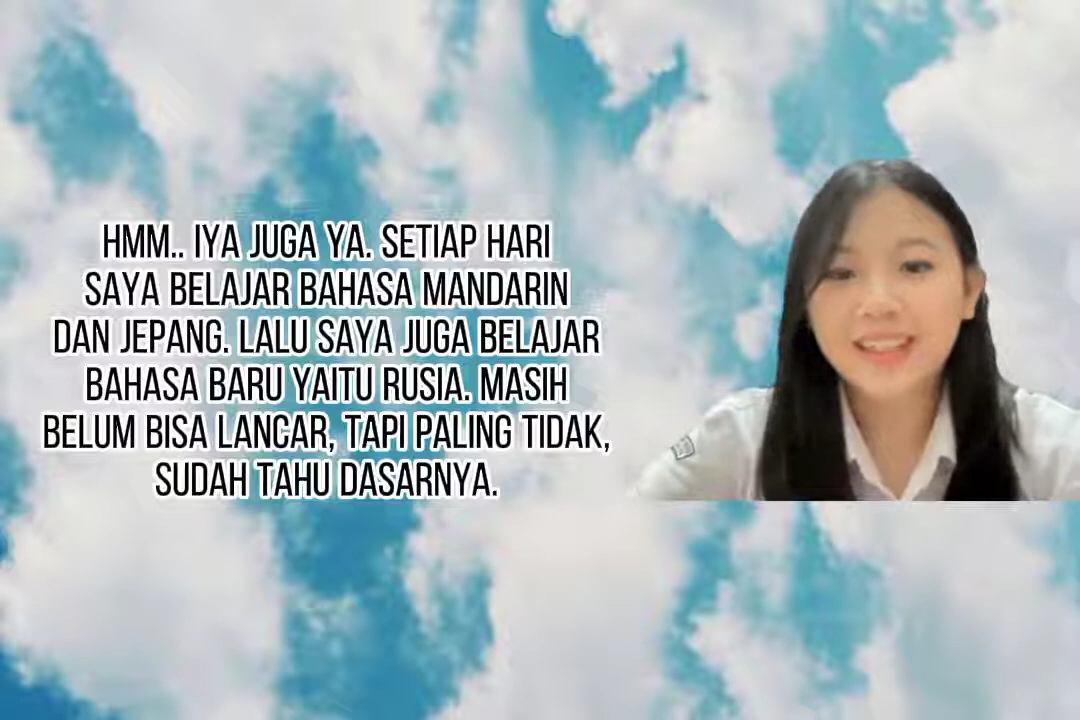 HMM.. IYA JUGA YA. SETIAP HARI
SAYA BELAJAR BAHASA MANDARIN
DAN JEPANG. LALU SAYA JUGA BELAJAR
BAHASA BARU YAITU RUSIA. MASIH
BELUM BISA LANCAR, TAPI PALING TIDAK,
SUDAH TAHU DASARNYA.